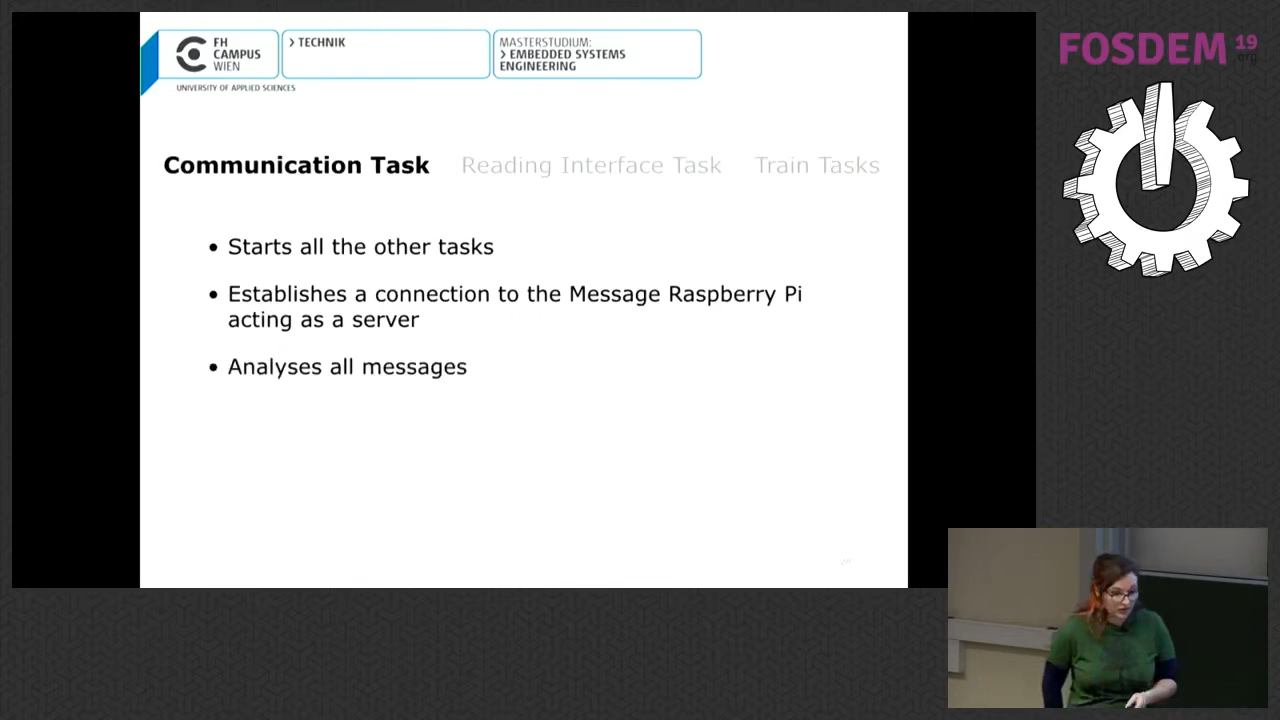 FH
CAMPUS
WIEN
UNIVERSITY OF APPLIED SCIENCES
> TECHNIK
MASTERSTUDIUM:
> EMBEDDED SYSTEMS
ENGINEERING
FOSDEM 19
.org
Communication Task Reading Interface Task Train Tasks
• Starts all the other tasks
• Establishes a connection to the Message Raspberry Pi
acting as a server
• Analyses all messages